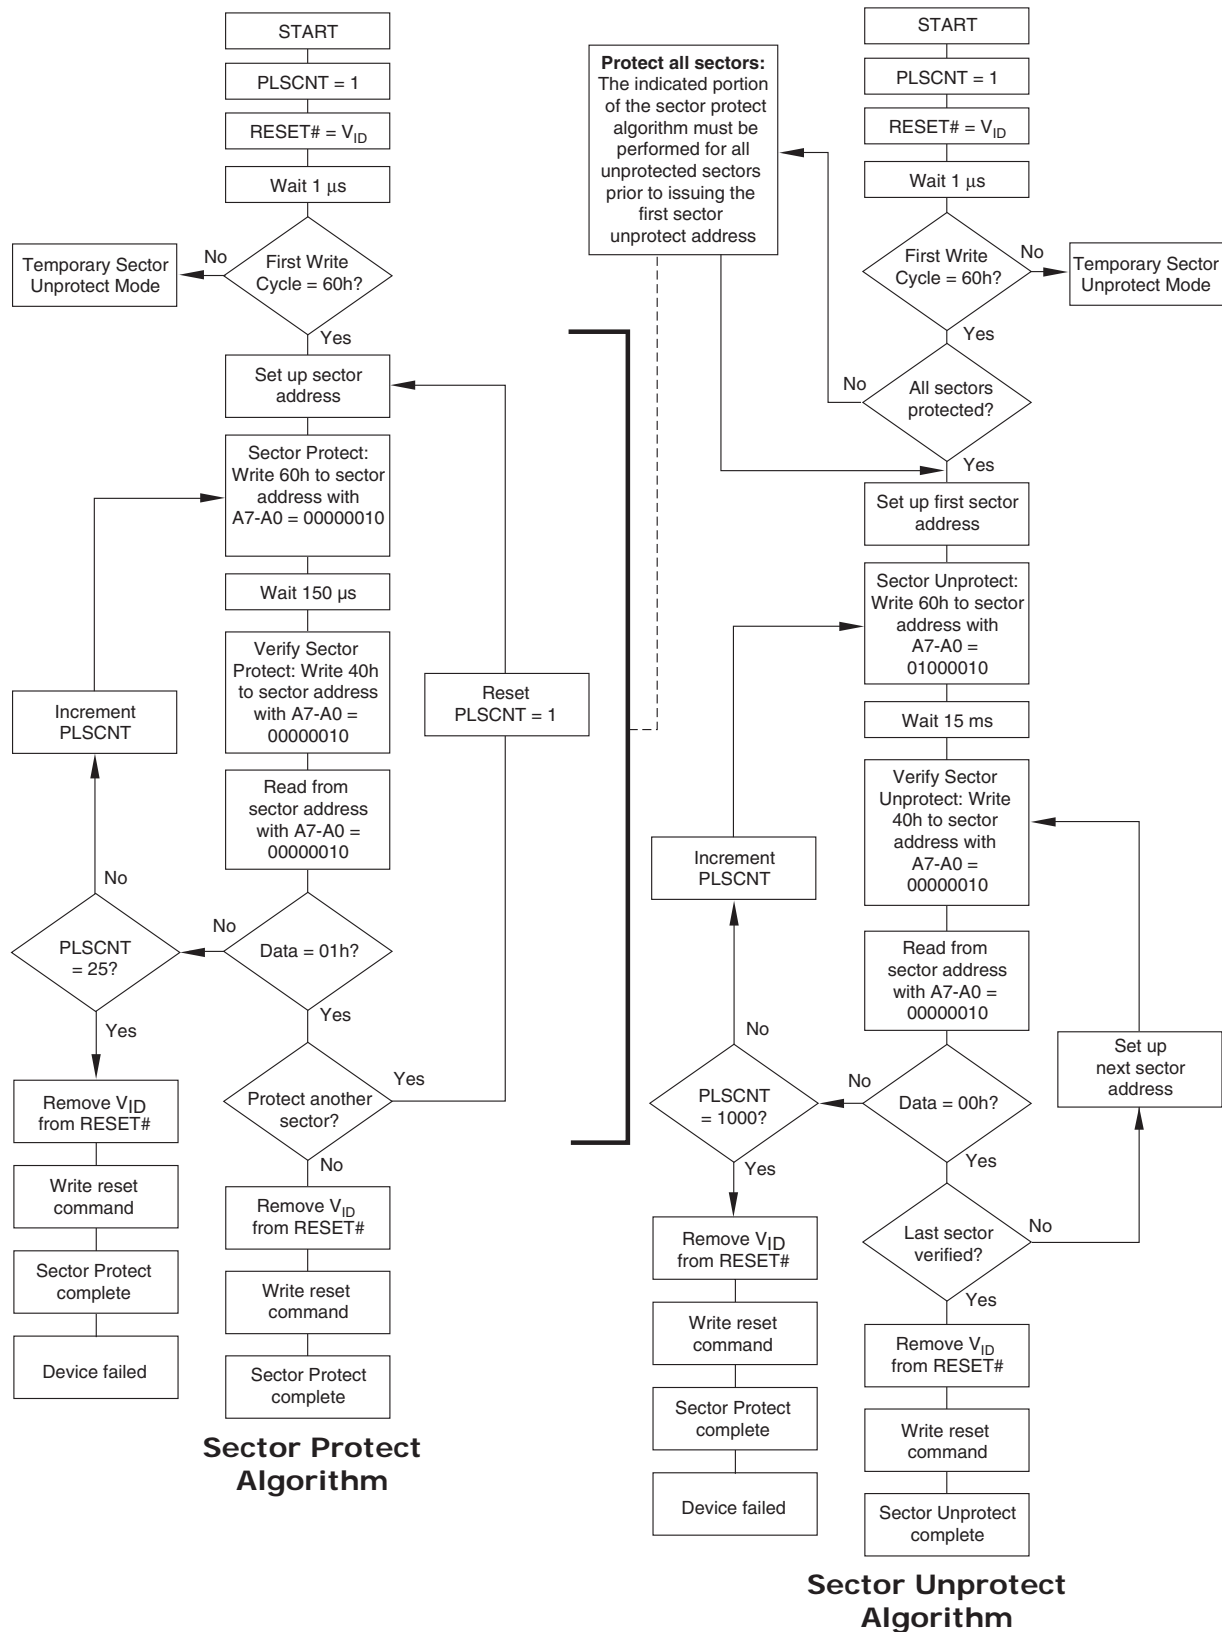 START
PLSCNT = 1
RESET# = VID
Wait 1 μs
First Write
Cycle = 60h?
No
Temporary Sector
Unprotect Mode
Yes
Set up sector
address
Sector Protect:
Write 60h to sector
address with
A7-A0 = 00000010
Wait 150 µs
Verify Sector
Protect: Write 40h
to sector address
with A7-A0 =
00000010
Reset
PLSCNT = 1
Increment
PLSCNT
Read from
sector address
with A7-A0 =
00000010
No
No
PLSCNT
= 25?
Data = 01h?
Yes
Yes
Remove VID
from RESET#
Protect another
sector?
Yes
No
Write reset
command
Remove VID
from RESET#
Sector Protect
complete
Write reset
command
Device failed
Sector Protect
complete
Sector Protect
Algorithm
Protect all sectors:
The indicated portion
of the sector protect
algorithm must be
performed for all
unprotected sectors
prior to issuing the
first sector
unprotect address
START
PLSCNT = 1
RESET# = VID
Wait 1 μs
First Write
Cycle = 60h?
No
Temporary Sector
Unprotect Mode
Yes
No
All sectors
protected?
Yes
Set up first sector
address
Sector Unprotect:
Write 60h to sector
address with
A7-A0 =
01000010
Wait 15 ms
Verify Sector
Unprotect: Write
40h to sector
address with
A7-A0 =
00000010
Increment
PLSCNT
Read from
sector address
with A7-A0 =
00000010
No
Set up
next sector
address
No
PLSCNT
= 1000?
Data = 00h?
Yes
Yes
Remove VID
from RESET#
Last sector
verified?
No
Yes
Write reset
command
Remove VID
from RESET#
Sector Protect
complete
Write reset
command
Device failed
Sector Unprotect
complete
Sector Unprotect
Algorithm